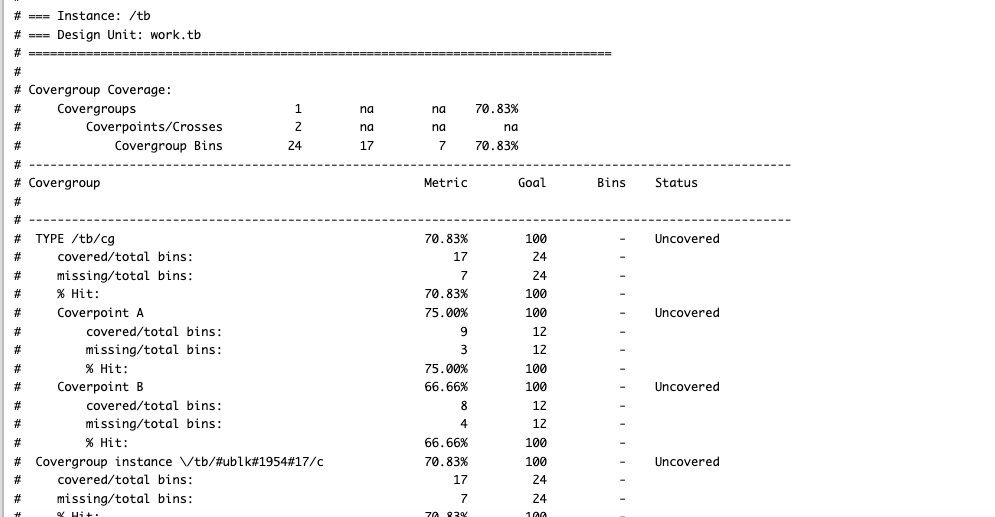 #
# === Instance: /tb
# === Design Unit: work.tb
# =================================================================================
#
# Covergroup Coverage:
#     Covergroups                      1        na        na    70.83%
#         Coverpoints/Crosses          2        na        na        na
#             Covergroup Bins         24        17         7    70.83%
# ----------------------------------------------------------------------------------------------------------
# Covergroup                                             Metric       Goal       Bins    Status
#
# ----------------------------------------------------------------------------------------------------------
#  TYPE /tb/cg                                           70.83%        100          -    Uncovered
#     covered/total bins:                                    17         24          -
#     missing/total bins:                                     7         24          -
#     % Hit:                                             70.83%        100          -
#     Coverpoint A                                       75.00%        100          -    Uncovered
#         covered/total bins:                                 9         12          -
#         missing/total bins:                                 3         12          -
#         % Hit:                                         75.00%        100          -
#     Coverpoint B                                       66.66%        100          -    Uncovered
#         covered/total bins:                                 8         12          -
#         missing/total bins:                                 4         12          -
#         % Hit:                                         66.66%        100          -
#  Covergroup instance \/tb/#ublk#1954#17/c              70.83%        100          -    Uncovered
#     covered/total bins:                                    17         24          -
#     missing/total bins:                                     7         24          -
#     % Hit:                                             70.83%        100          -